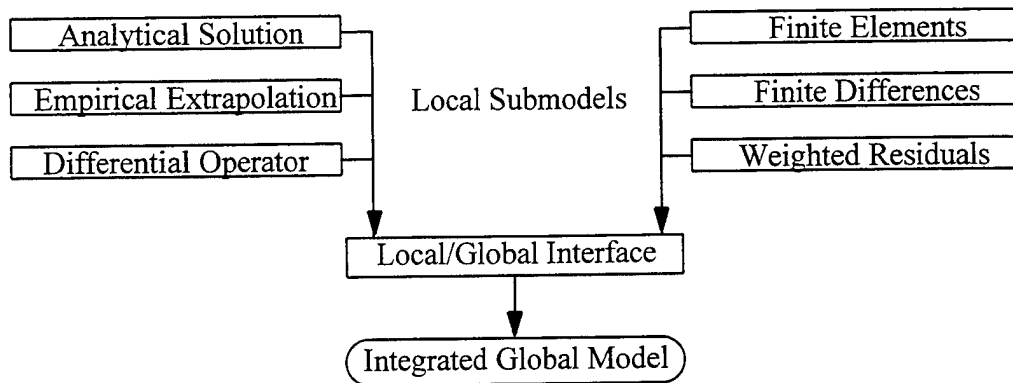 Analytical Solution
Empirical Extrapolation
Differential Operator
Local Submodels
Finite Elements
Finite Differences
Weighted Residuals
Local/Global Interface
Integrated Global Model